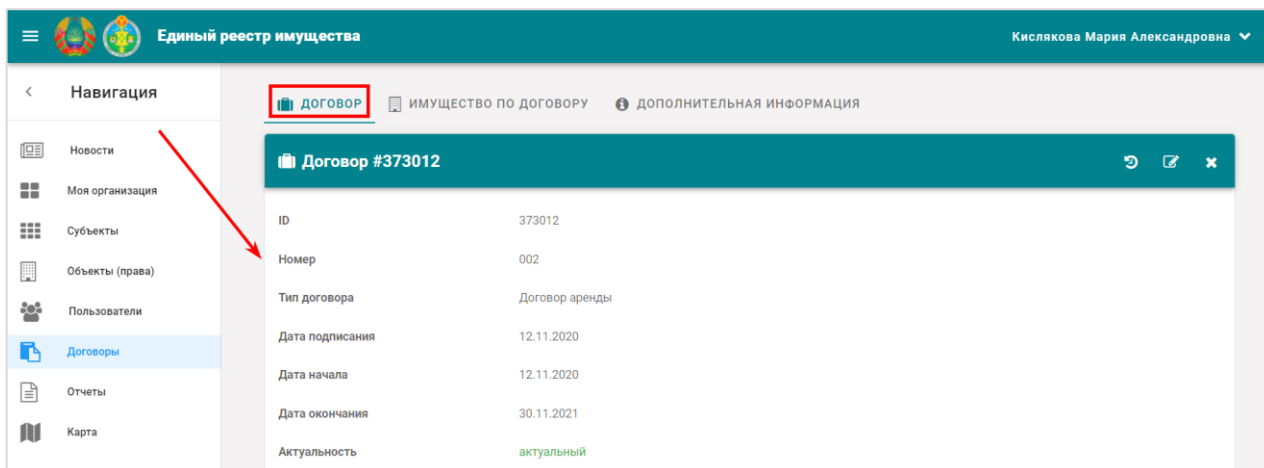 Единый реестр имущества
Кислякова Мария Александровна
Навигация
ДОГОВОР
ИМУЩЕСТВО ПО ДОГОВОРУ
ДОПОЛНИТЕЛЬНАЯ ИНФОРМАЦИЯ
Новости
Моя организация
Субъекты
Объекты (права)
Пользователи
Договоры
Отчеты
Карта
Договор #373012
ID 373012
Номер 002
Тип договора Договор аренды
Дата подписания 12.11.2020
Дата начала 12.11.2020
Дата окончания 30.11.2021
Актуальность актуальный